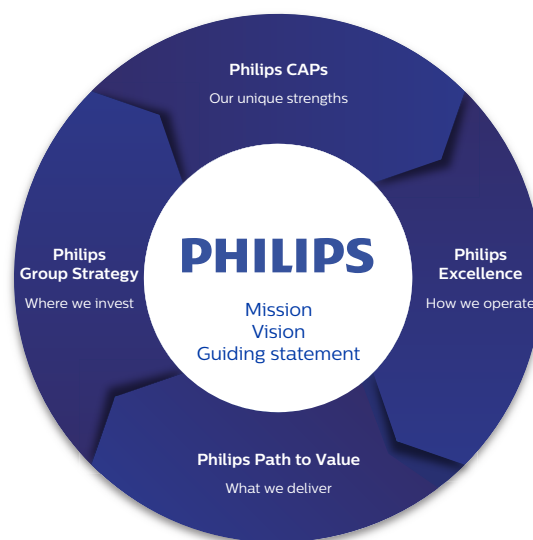 Philips CAPs
Our unique strengths
Philips
Group Strategy
Where we invest
PHILIPS
Mission
Vision
Guiding statement
Philips
Excellence
How we operate
Philips Path to Value
What we deliver